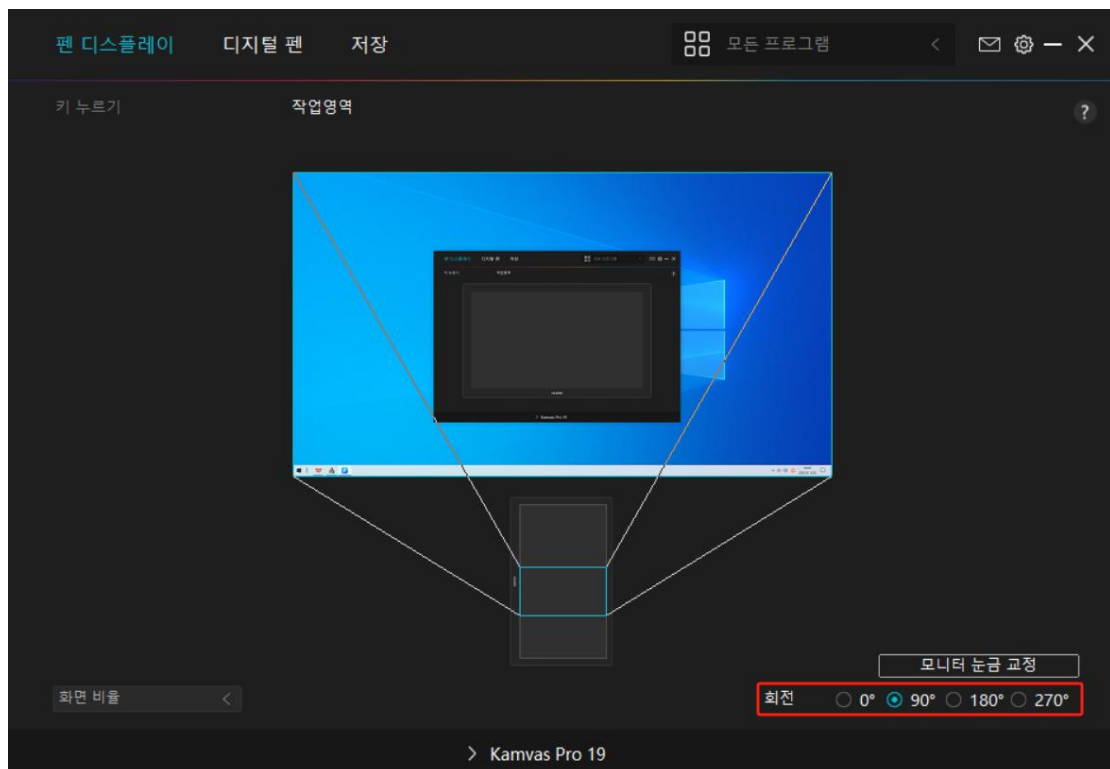 펜 디스플레이 디지털 펜 저장 모든 프로그램
키 누르기 작업영역 ?
모니터 눈금 교정
화면 비율 회전 0° 90° 180° 270°
Kamvas Pro 19